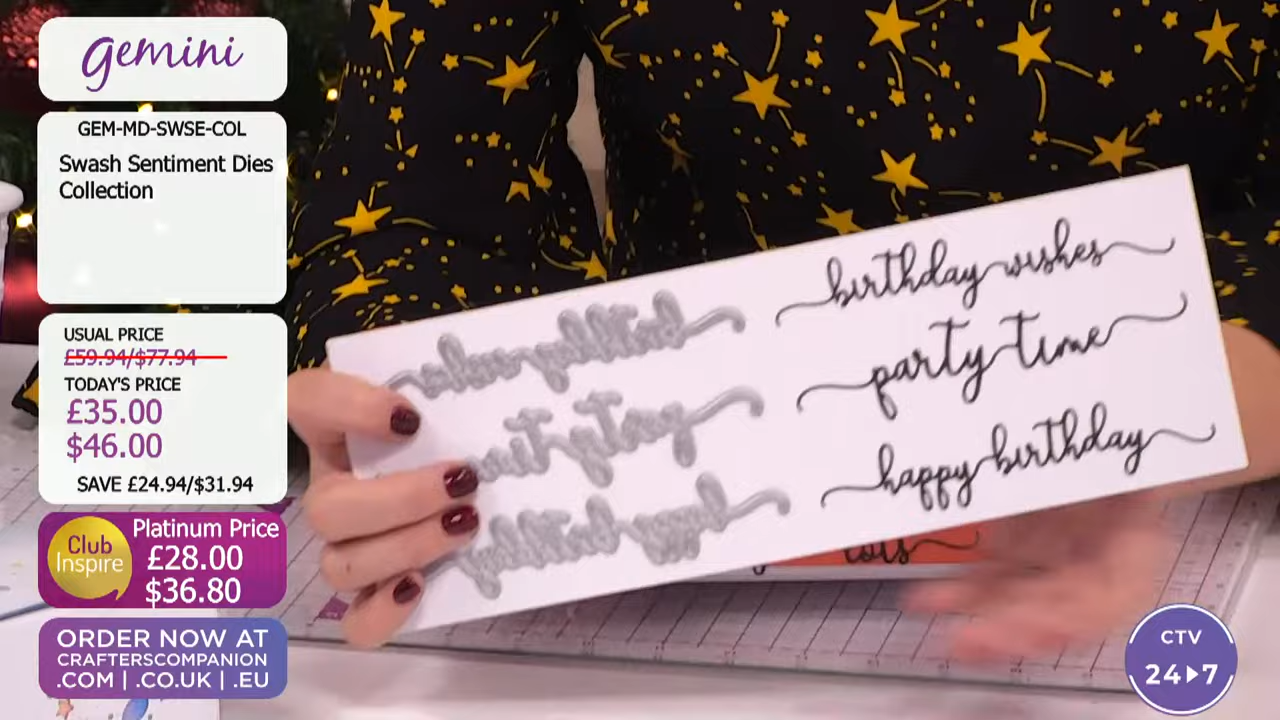 gemini
GEM-MD-SWSE-COL
Swash Sentiment Dies
Collection
USUAL PRICE
£59.94/$77.94
TODAY'S PRICE
£35.00
$46.00
SAVE £24.94/$31.94
Club
Inspire
Platinum Price
£28.00
$36.80
ORDER NOW AT
CRAFTERSCOMPANION
.COM | .CO.UK | .EU
birthday wishes
party time
happy birthday
CTV
24▶7